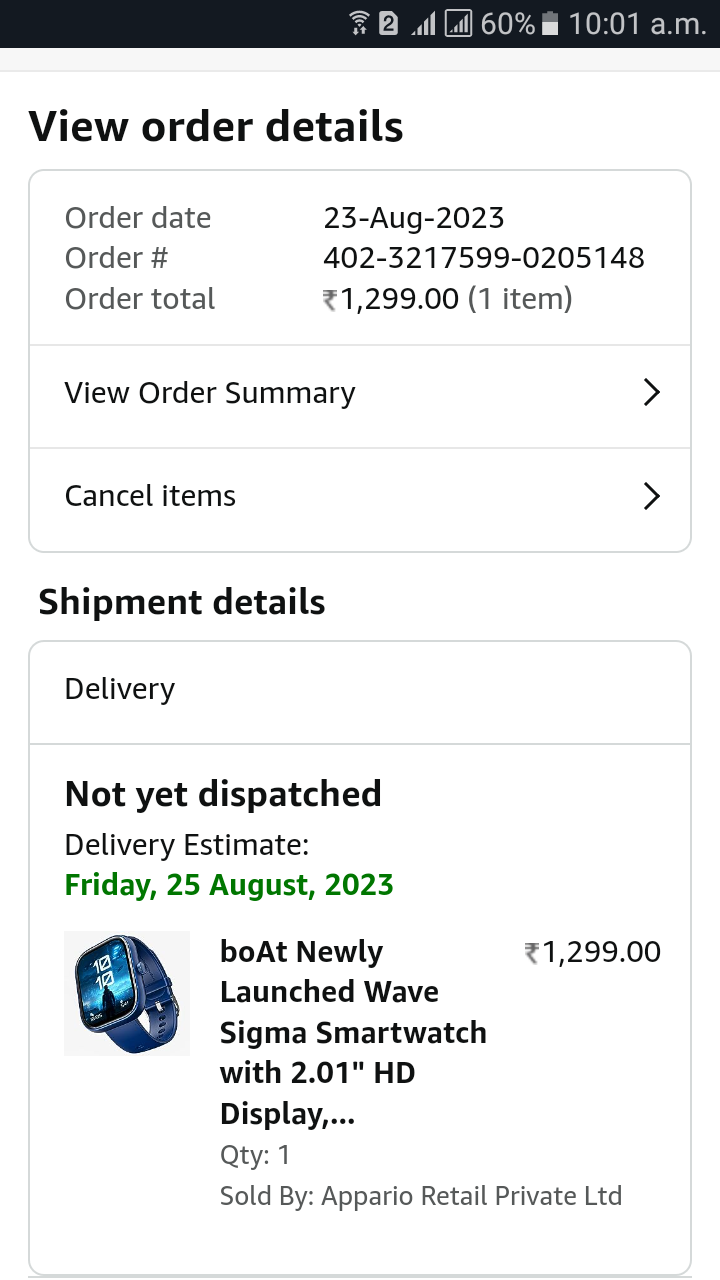 2 60% 10:01 a.m.
View order details
Order date 23-Aug-2023
Order # 402-3217599-0205148
Order total ₹1,299.00 (1 item)
View Order Summary
Cancel items
Shipment details
Delivery
Not yet dispatched
Delivery Estimate:
Friday, 25 August, 2023
boAt Newly ₹1,299.00
Launched Wave
Sigma Smartwatch
with 2.01" HD
Display,...
Qty: 1
Sold By: Appario Retail Private Ltd
10
10